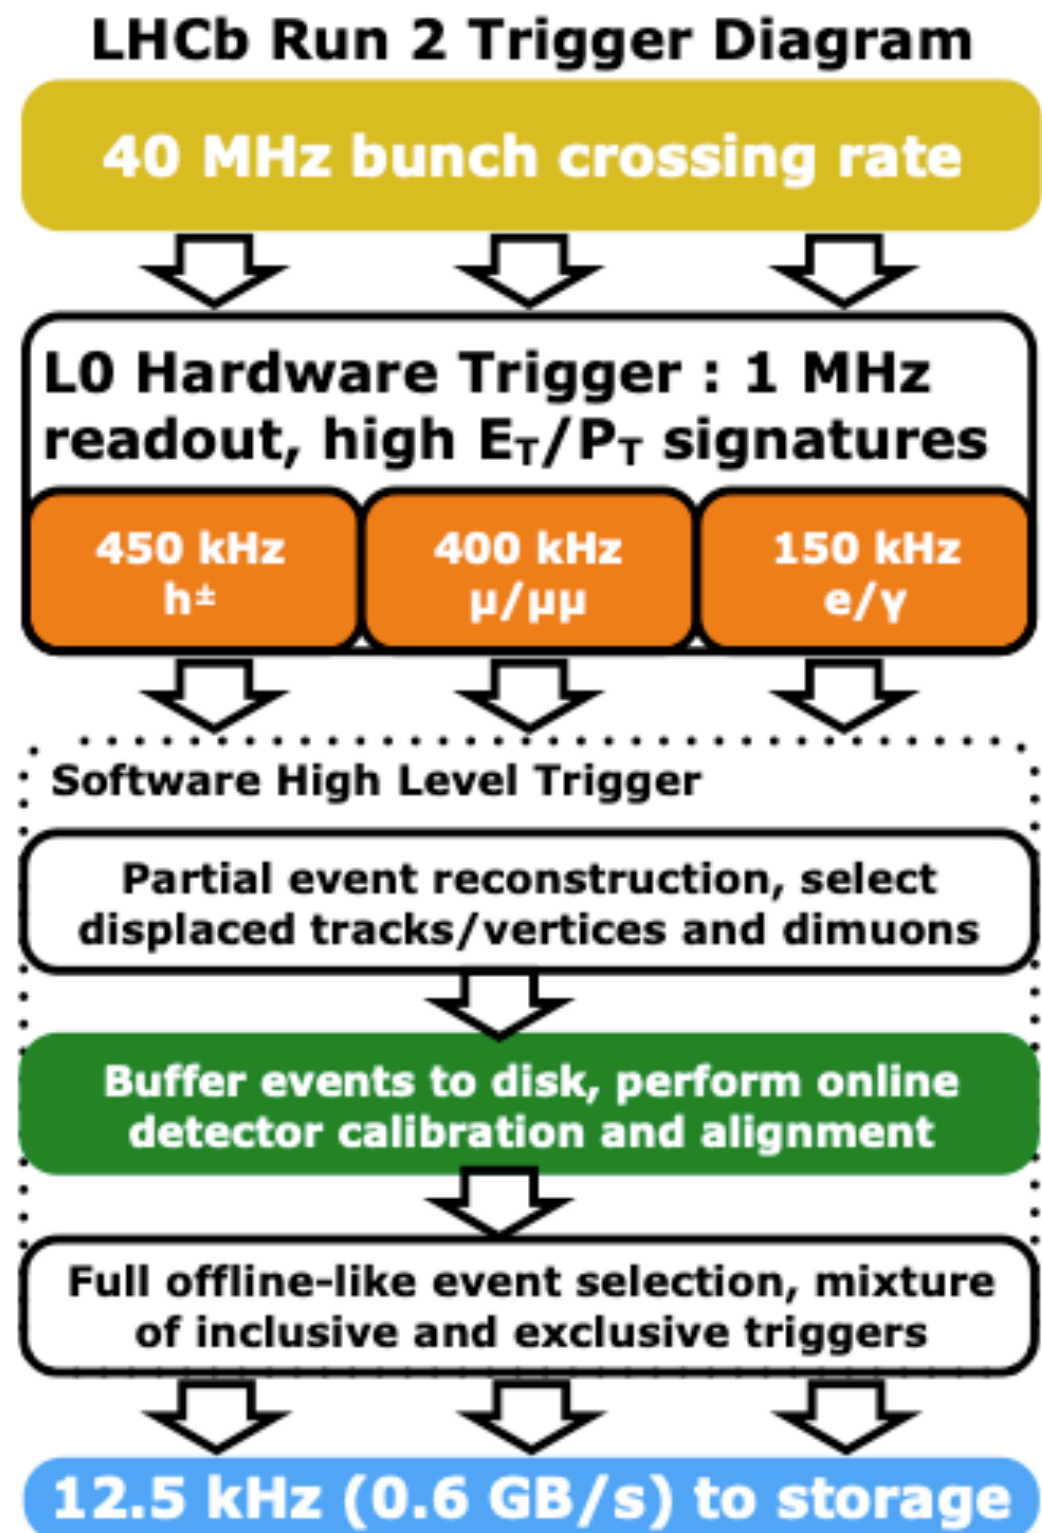 LHCb Run 2 Trigger Diagram
40 MHz bunch crossing rate
L0 Hardware Trigger : 1 MHz
readout, high E_T/P_T signatures
450 kHz
h±
400 kHz
μ/μμ
150 kHz
e/γ
Software High Level Trigger
Partial event reconstruction, select
displaced tracks/vertices and dimuons
Buffer events to disk, perform online
detector calibration and alignment
Full offline-like event selection, mixture
of inclusive and exclusive triggers
12.5 kHz (0.6 GB/s) to storage